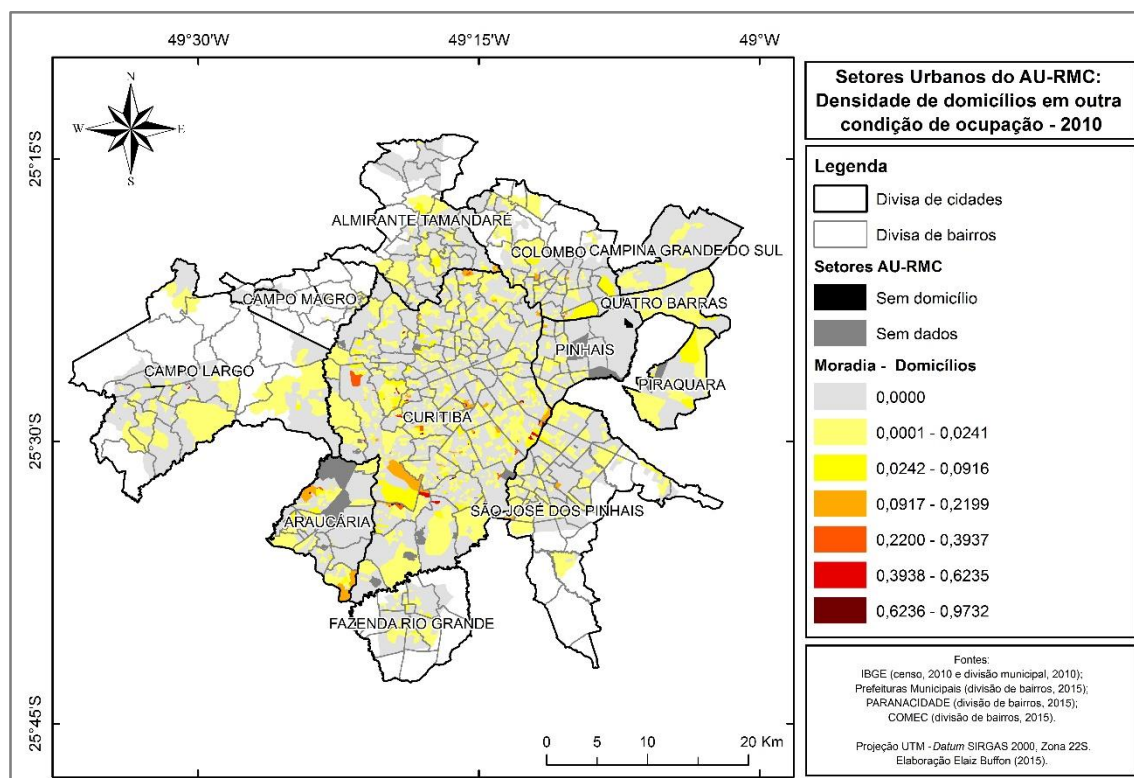 49°30'W
49°15'W
49°W
25°15'S
25°30'S
25°45'S
N
W
E
S
ALMIRANTE TAMANDARÉ
COLOMBO
CAMPINA GRANDE DO SUL
CAMPO MAGRO
QUATRO BARRAS
PINHAIS
CAMPO LARGO
PIRAQUARA
CURITIBA
SÃO JOSÉ DOS PINHAIS
ARAUCÁRIA
FAZENDA RIO GRANDE
0 5 10 20 Km
Setores Urbanos do AU-RMC:
Densidade de domicílios em outra
condição de ocupação - 2010
Legenda
Divisa de cidades
Divisa de bairros
Setores AU-RMC
Sem domicílio
Sem dados
Moradia - Domicílios
0,0000
0,0001 - 0,0241
0,0242 - 0,0916
0,0917 - 0,2199
0,2200 - 0,3937
0,3938 - 0,6235
0,6236 - 0,9732
Fontes:
IBGE (censo, 2010 e divisão municipal, 2010);
Prefeituras Municipais (divisão de bairros, 2015);
PARANACIDADE (divisão de bairros, 2015);
COMEC (divisão de bairros, 2015).
Projeção UTM - Datum SIRGAS 2000, Zona 22S.
Elaboração Elaiz Buffon (2015).